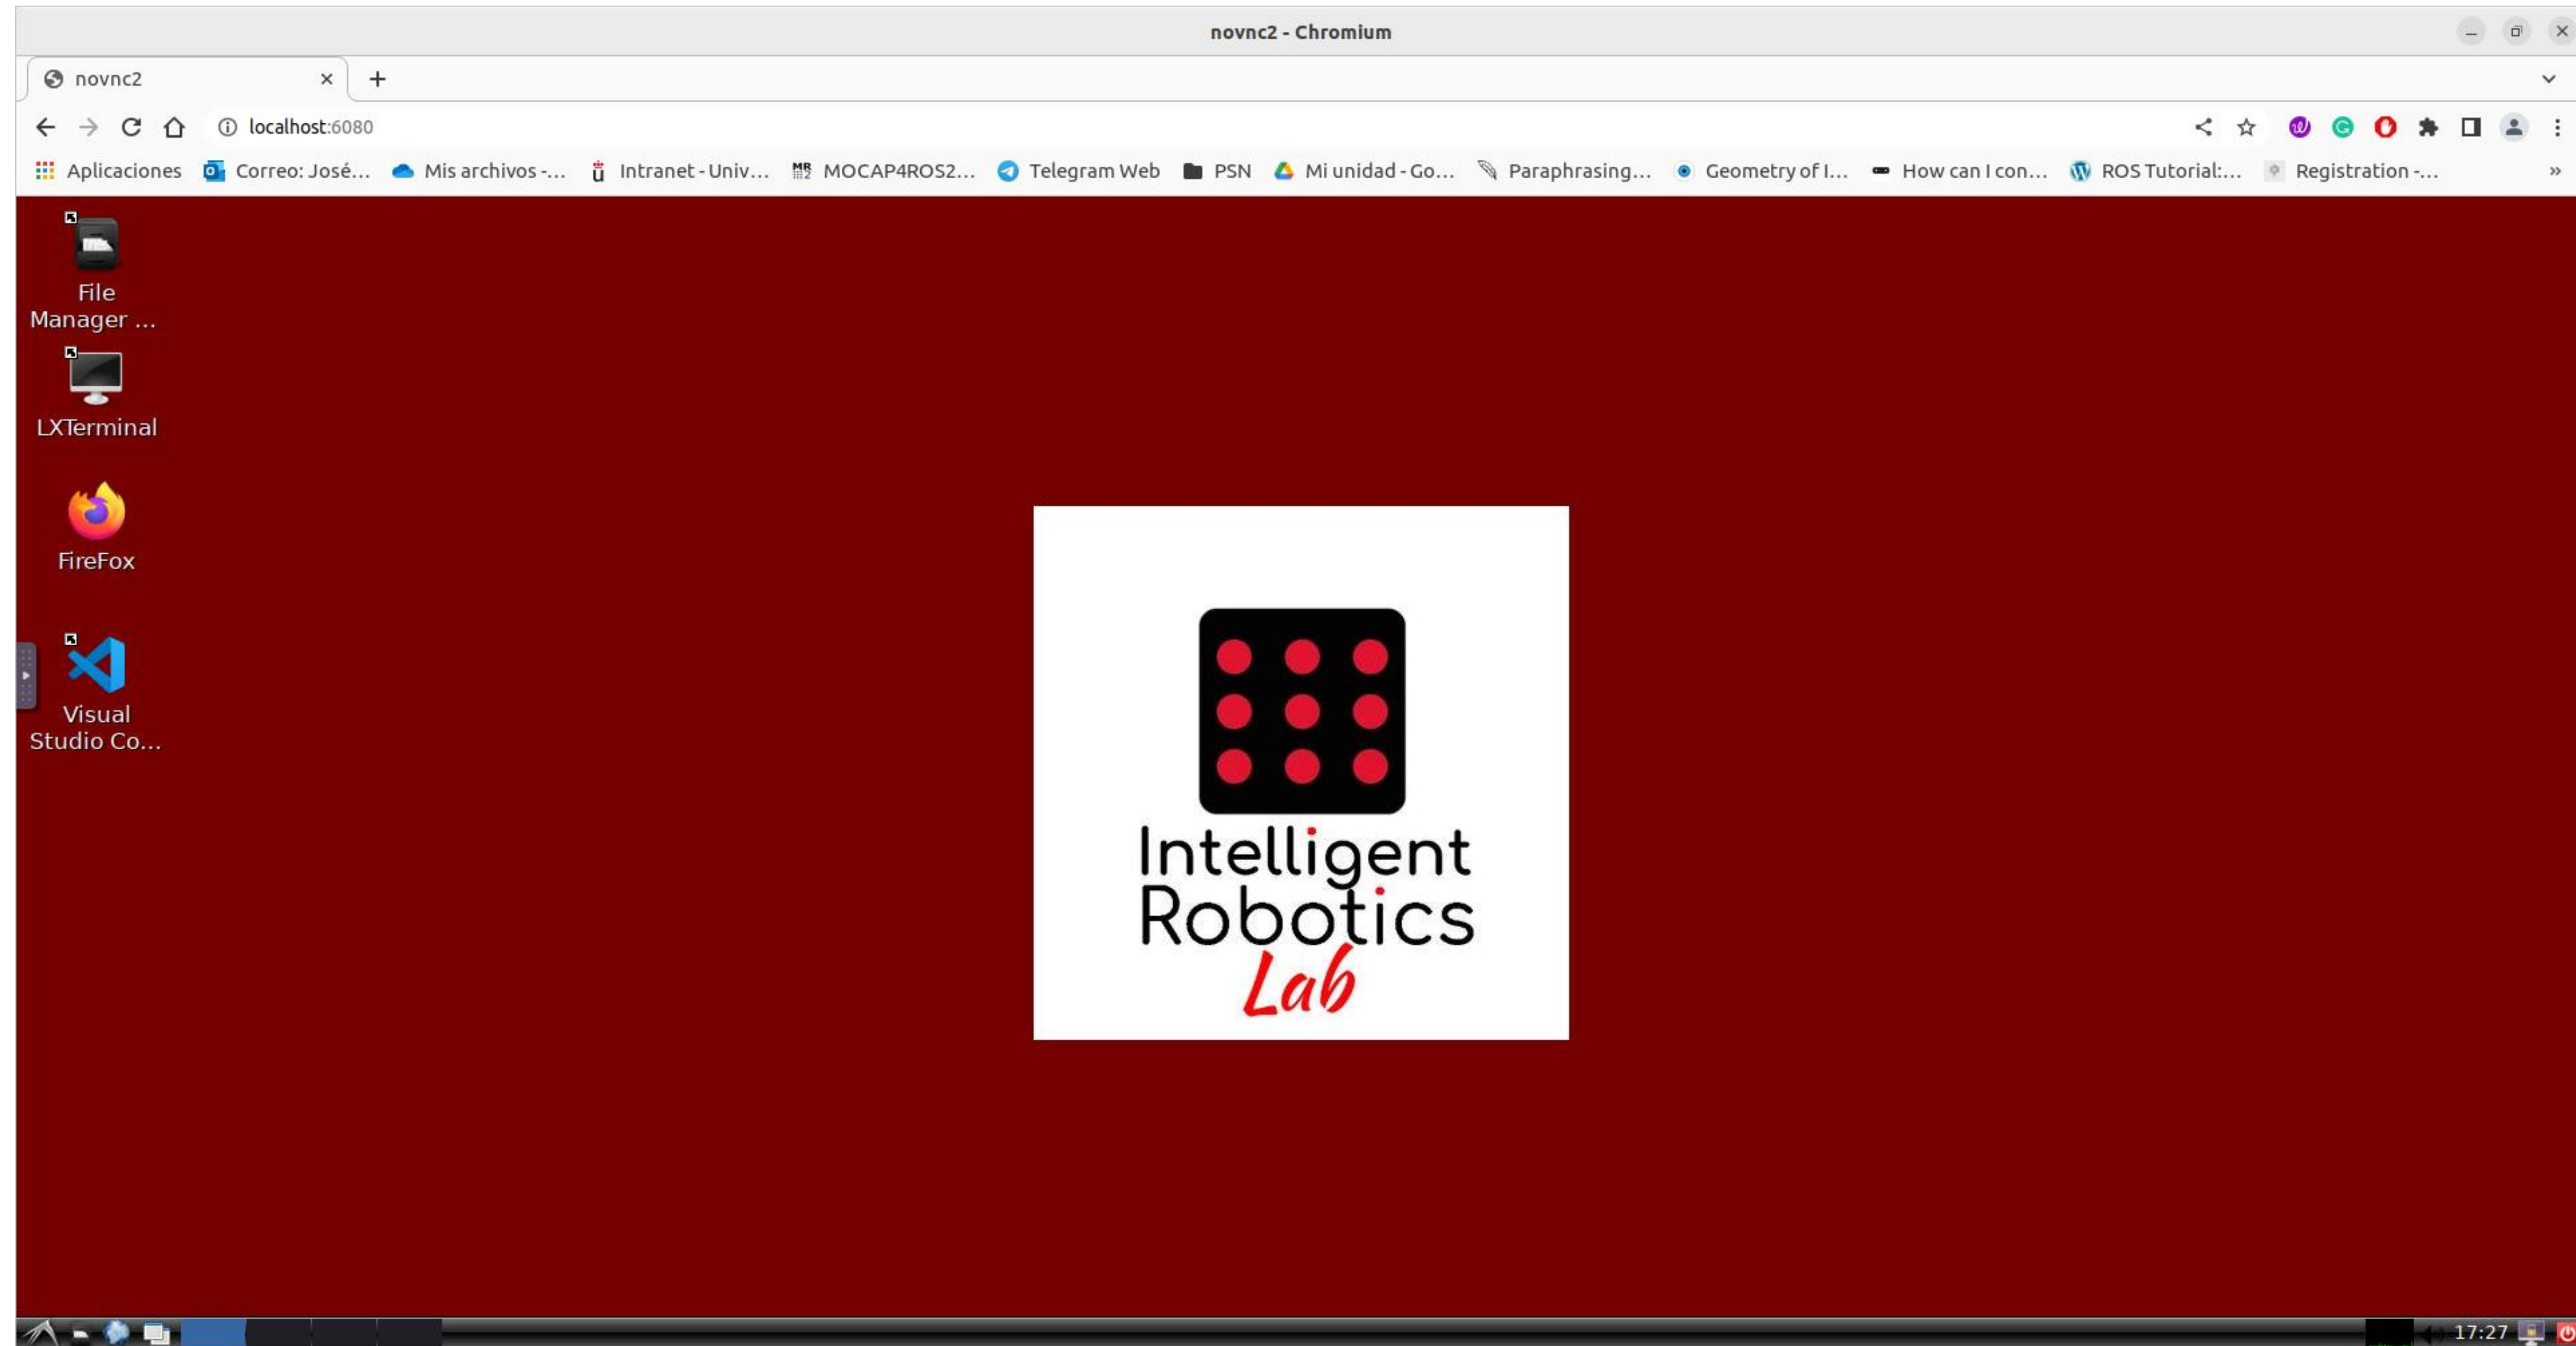 novnc2 - Chromium
novnc2
localhost:6080
Aplicaciones Correo: José... Mis archivos -... Intranet - Univ... MOCAP4ROS2... Telegram Web PSN Mi unidad - Go... Paraphrasing... Geometry of I... How can I con... ROS Tutorial:... Registration -...
File
Manager ...
LXTerminal
FireFox
Visual
Studio Co...
Intelligent
Robotics
Lab
17:27